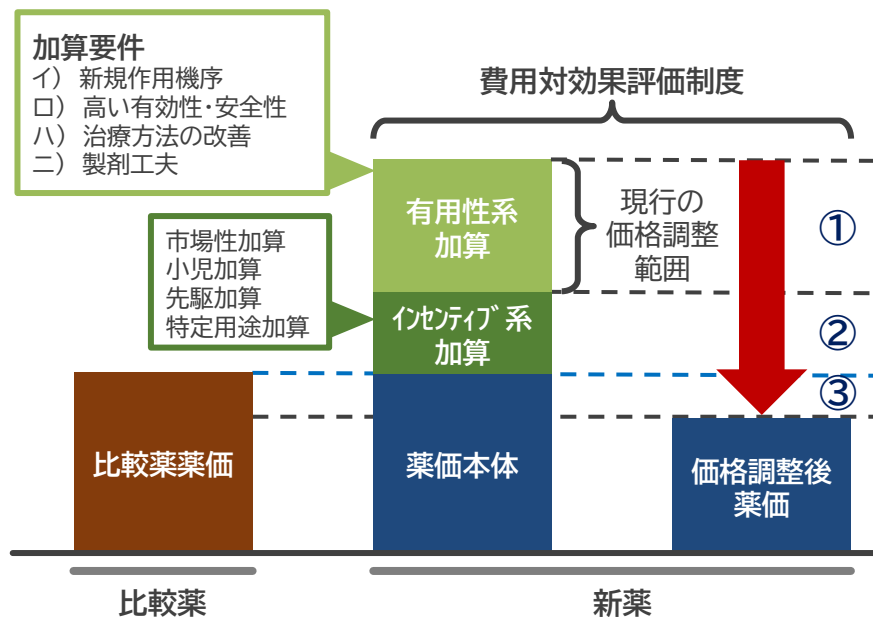 加算要件
イ） 新規作用機序
ロ） 高い有効性・安全性
ハ） 治療方法の改善
ニ） 製剤工夫
費用対効果評価制度
市場性加算
小児加算
先駆加算
特定用途加算
有用性系
加算
現行の
価格調整
範囲
①
インセンティブ系
加算
②
③
比較薬薬価
薬価本体
価格調整後
薬価
比較薬
新薬